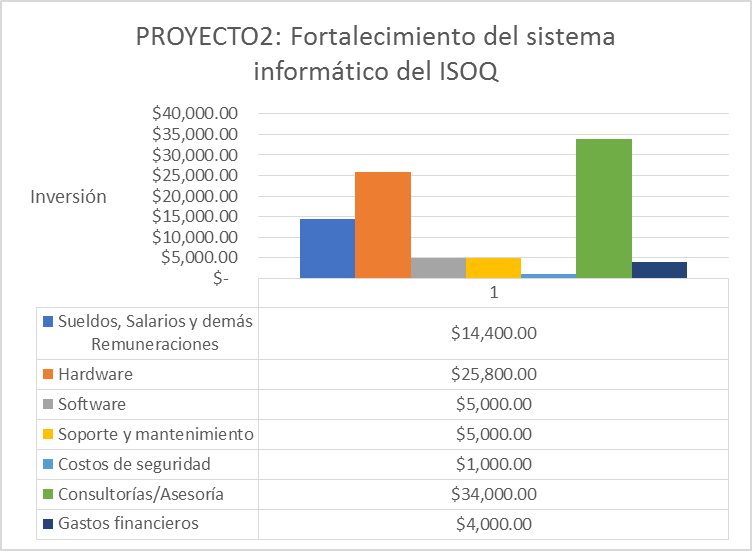 PROYECTO2: Fortalecimiento del sistema
informático del ISOQ
$40,000.00
$35,000.00
$30,000.00
$25,000.00
$20,000.00
$15,000.00
$10,000.00
$5,000.00
$-
Inversión
1
Sueldos, Salarios y demás
Remuneraciones
$14,400.00
Hardware
$25,800.00
Software
$5,000.00
Soporte y mantenimiento
$5,000.00
Costos de seguridad
$1,000.00
Consultorías/Asesoría
$34,000.00
Gastos financieros
$4,000.00